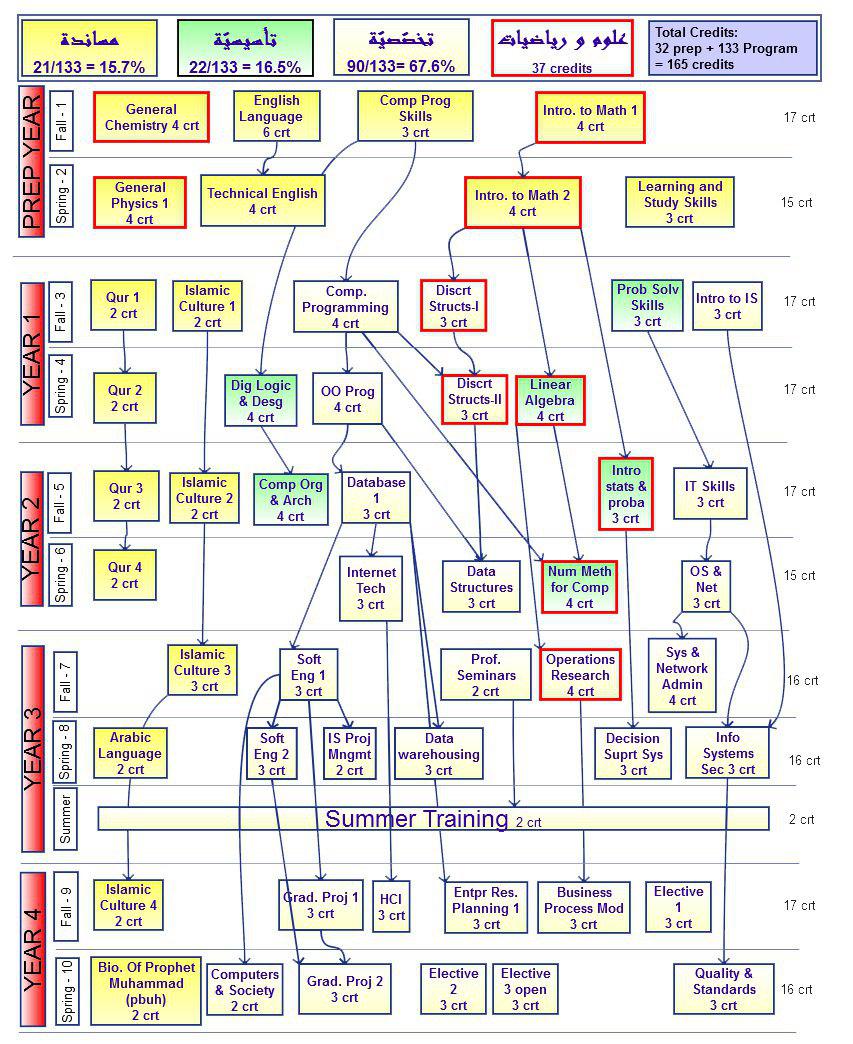 مساندة
21/133 = 15.7%
تأسيسيّة
22/133 = 16.5%
تخصّصيّة
90/133= 67.6%
علوم و رياضيات
37 credits
Total Credits:
32 prep + 133 Program
= 165 credits
PREP YEAR
Fall - 1
General
Chemistry 4 crt
English
Language
6 crt
Comp Prog
Skills
3 crt
Intro. to Math 1
4 crt
17 crt
Spring - 2
General
Physics 1
4 crt
Technical English
4 crt
Intro. to Math 2
4 crt
Learning and
Study Skills
3 crt
15 crt
YEAR 1
Fall - 3
Qur 1
2 crt
Islamic
Culture 1
2 crt
Comp.
Programming
4 crt
Discrt
Structs-I
3 crt
Prob Solv
Skills
3 crt
Intro to IS
3 crt
17 crt
Spring - 4
Qur 2
2 crt
Dig Logic
& Desg
4 crt
OO Prog
4 crt
Discrt
Structs-II
3 crt
Linear
Algebra
4 crt
17 crt
YEAR 2
Fall - 5
Qur 3
2 crt
Islamic
Culture 2
2 crt
Comp Org
& Arch
4 crt
Database
1
3 crt
Intro
stats &
proba
3 crt
IT Skills
3 crt
17 crt
Spring - 6
Qur 4
2 crt
Internet
Tech
3 crt
Data
Structures
3 crt
Num Meth
for Comp
4 crt
OS &
Net
3 crt
15 crt
YEAR 3
Fall - 7
Islamic
Culture 3
3 crt
Soft
Eng 1
3 crt
Prof.
Seminars
2 crt
Operations
Research
4 crt
Sys &
Network
Admin
4 crt
16 crt
Spring - 8
Arabic
Language
2 crt
Soft
Eng 2
3 crt
IS Proj
Mngmt
2 crt
Data
warehousing
3 crt
Decision
Suprt Sys
3 crt
Info
Systems
Sec 3 crt
16 crt
Summer
Summer Training 2 crt
2 crt
YEAR 4
Fall - 9
Islamic
Culture 4
2 crt
Grad. Proj 1
3 crt
HCI
3 crt
Entpr Res.
Planning 1
3 crt
Business
Process Mod
3 crt
Elective
1
3 crt
17 crt
Spring - 10
Bio. Of Prophet
Muhammad
(pbuh)
2 crt
Computers
& Society
2 crt
Grad. Proj 2
3 crt
Elective
2
3 crt
Elective
3 open
3 crt
Quality &
Standards
3 crt
16 crt